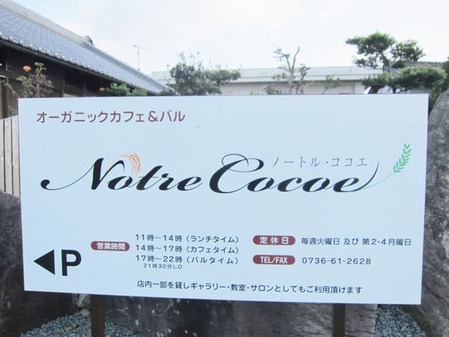 オーガニックカフェ&バル
ノートル・ココエ
Notre Cocoe
営業時間
11時〜14時（ランチタイム）
14時〜17時（カフェタイム）
17時〜22時（バルタイム）
21時30分LO
定休日 毎週火曜日 及び 第2・4月曜日
TEL/FAX 0736-61-2628
◀P
店内一部を貸しギャラリー・教室・サロンとしてもご利用頂けます